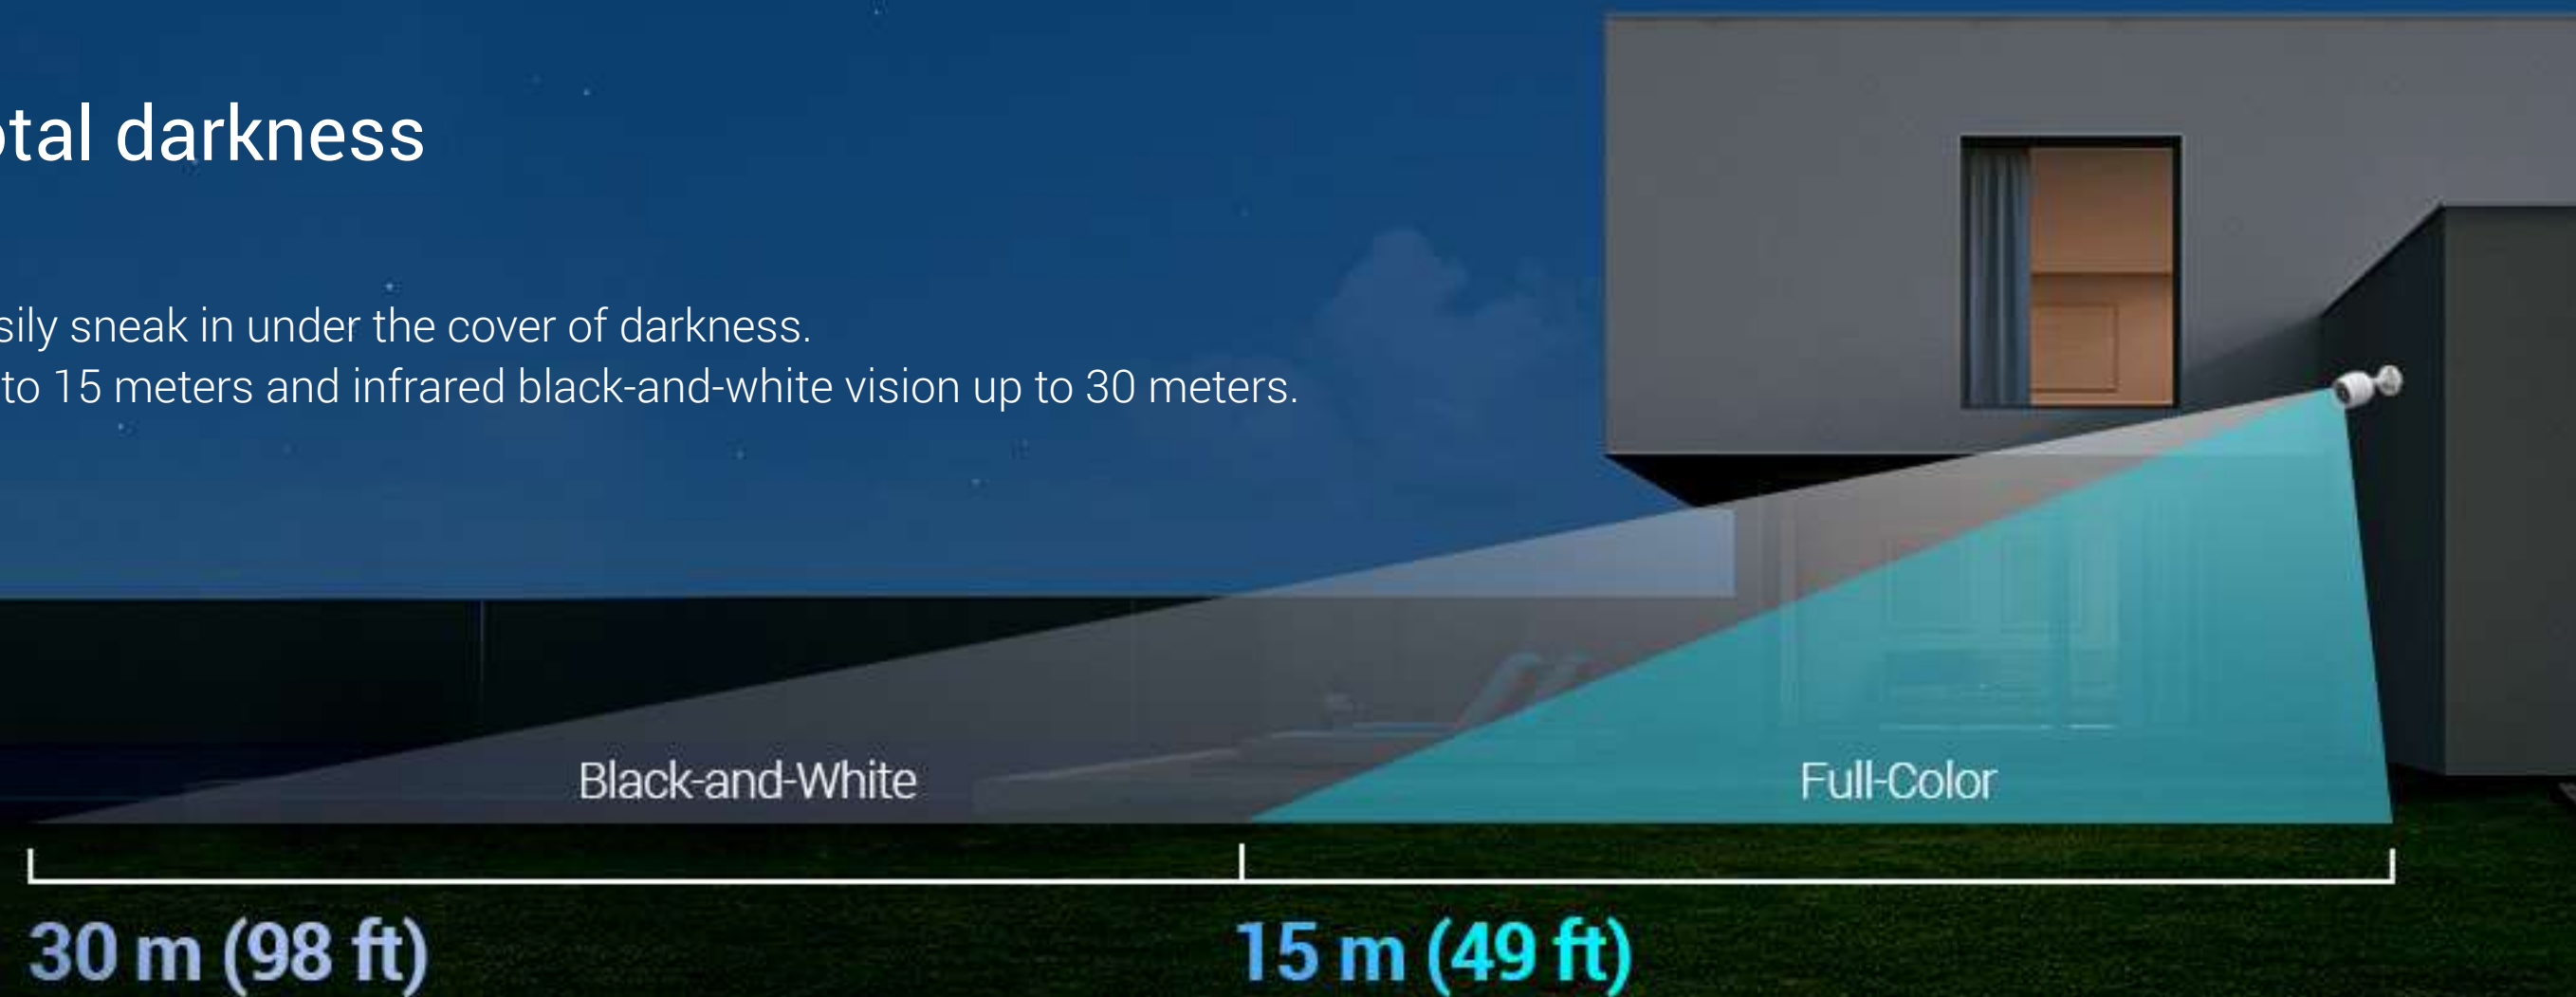 otal darkness
sily sneak in under the cover of darkness.
to 15 meters and infrared black-and-white vision up to 30 meters.
Black-and-White
Full-Color
30 m (98 ft)
15 m (49 ft)